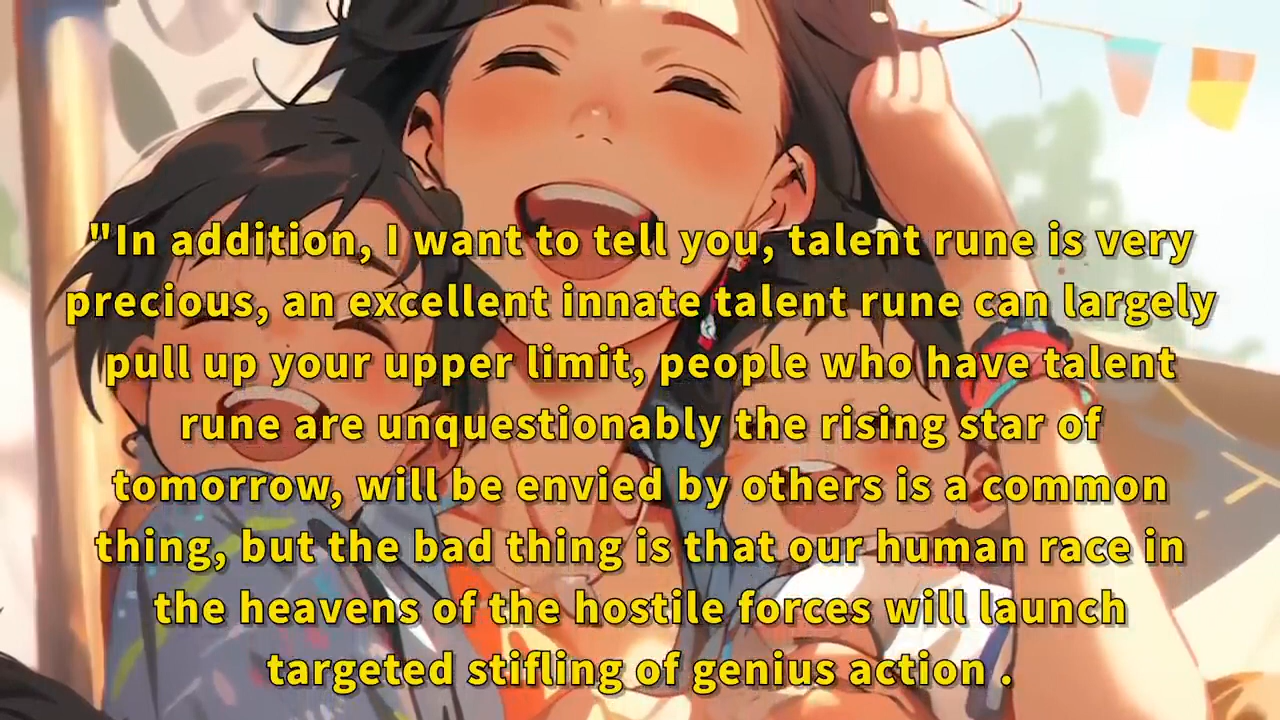 "In addition, I want to tell you, talent rune is very
precious, an excellent innate talent rune can largely
pull up your upper limit, people who have talent
rune are unquestionably the rising star of
tomorrow, will be envied by others is a common
thing, but the bad thing is that our human race in
the heavens of the hostile forces will launch
targeted stifling of genius action .